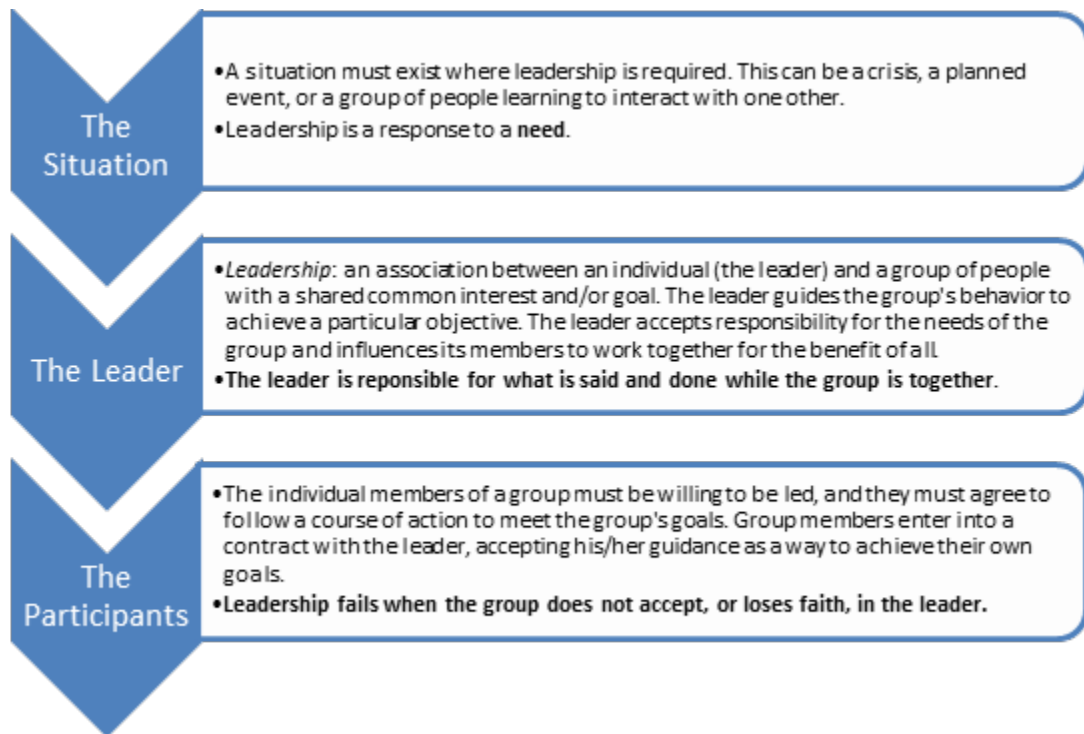 The
Situation
•A situation must exist where leadership is required. This can be a crisis, a planned
event, or a group of people learning to interact with one other.
•Leadership is a response to a need.
The Leader
•Leadership: an association between an individual (the leader) and a group of people
with a shared common interest and/or goal. The leader guides the group's behavior to
achieve a particular objective. The leader accepts responsibility for the needs of the
group and influences its members to work together for the benefit of all.
•The leader is reponsible for what is said and done while the group is together.
The
Participants
•The individual members of a group must be willing to be led, and they must agree to
follow a course of action to meet the group's goals. Group members enter into a
contract with the leader, accepting his/her guidance as a way to achieve their own
goals.
•Leadership fails when the group does not accept, or loses faith, in the leader.